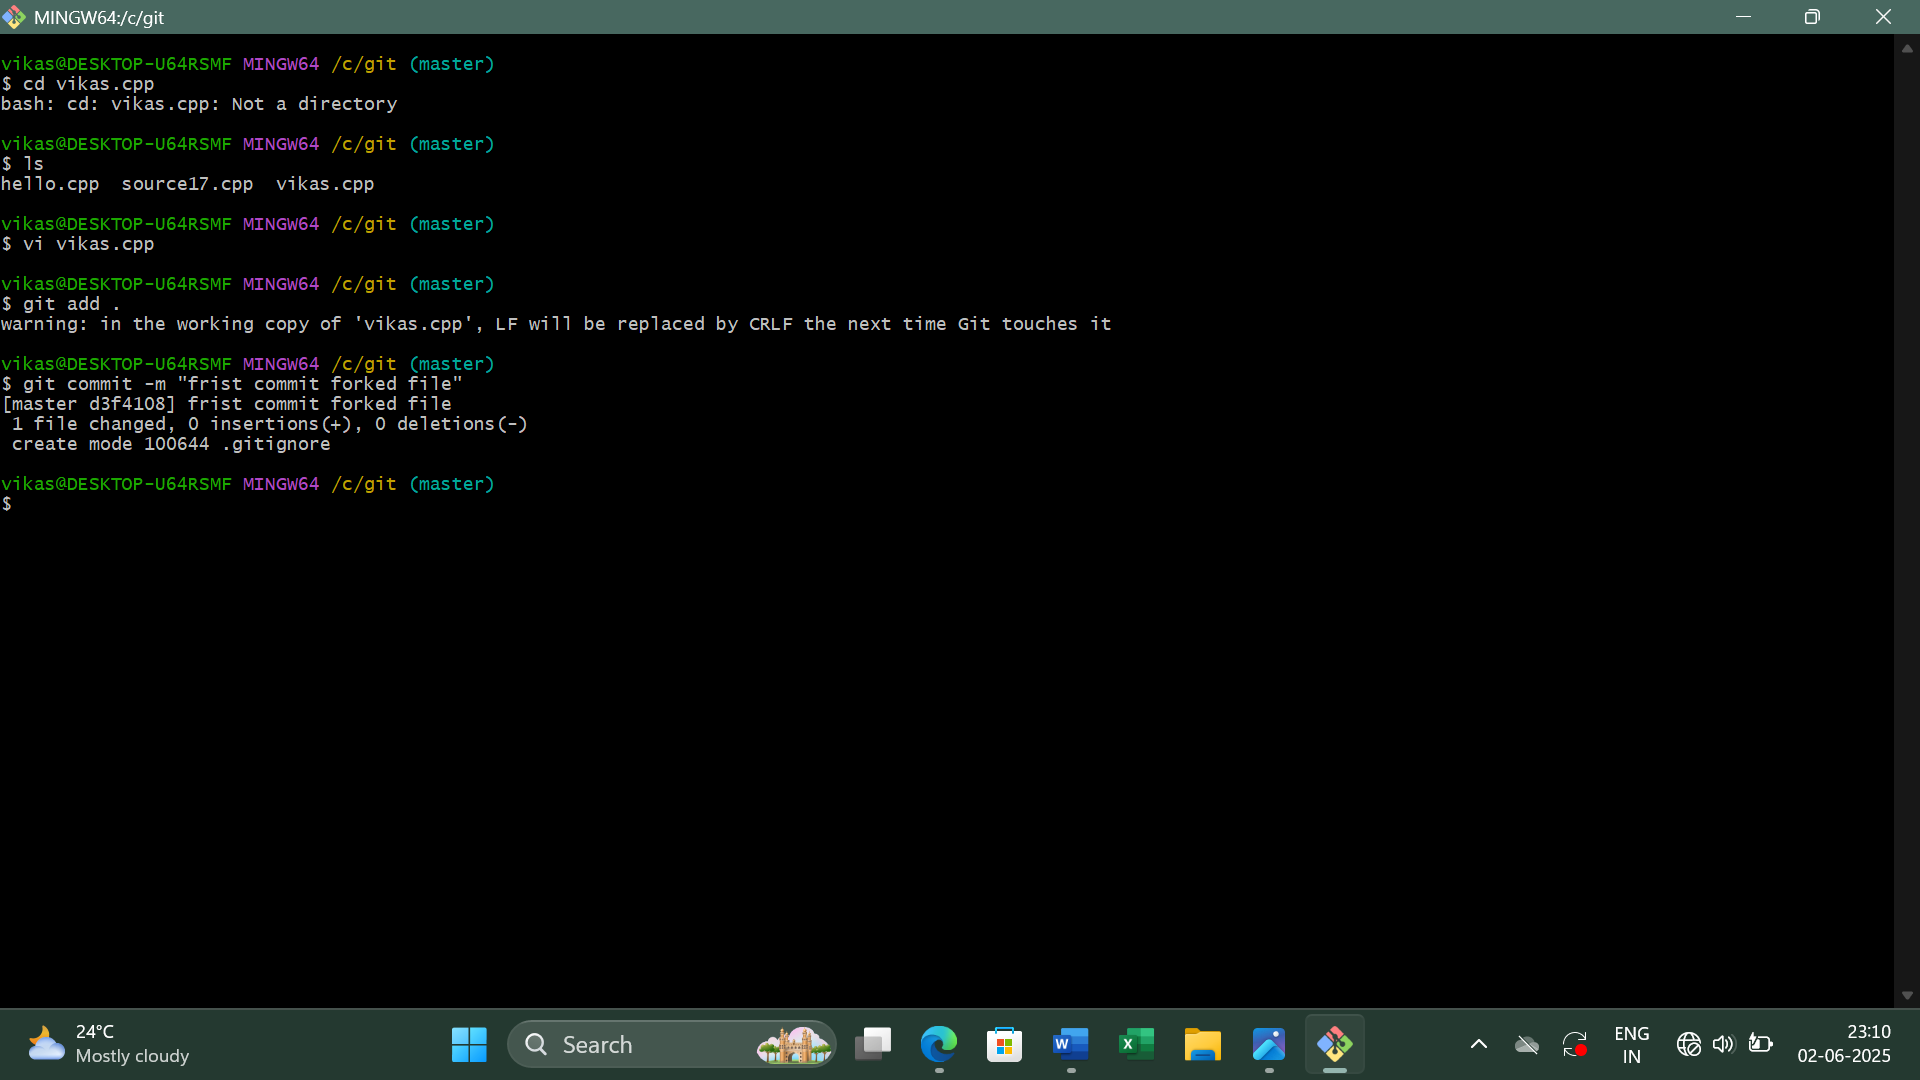 MINGW64:/c/git
vikas@DESKTOP-U64RSMF MINGW64 /c/git (master)
$ cd vikas.cpp
bash: cd: vikas.cpp: Not a directory
vikas@DESKTOP-U64RSMF MINGW64 /c/git (master)
$ ls
hello.cpp  source17.cpp  vikas.cpp
vikas@DESKTOP-U64RSMF MINGW64 /c/git (master)
$ vi vikas.cpp
vikas@DESKTOP-U64RSMF MINGW64 /c/git (master)
$ git add .
warning: in the working copy of 'vikas.cpp', LF will be replaced by CRLF the next time Git touches it
vikas@DESKTOP-U64RSMF MINGW64 /c/git (master)
$ git commit -m "frist commit forked file"
[master d3f4108] frist commit forked file
 1 file changed, 0 insertions(+), 0 deletions(-)
 create mode 100644 .gitignore
vikas@DESKTOP-U64RSMF MINGW64 /c/git (master)
$
24°C
Mostly cloudy
Search
W
X
ENG
IN
23:10
02-06-2025